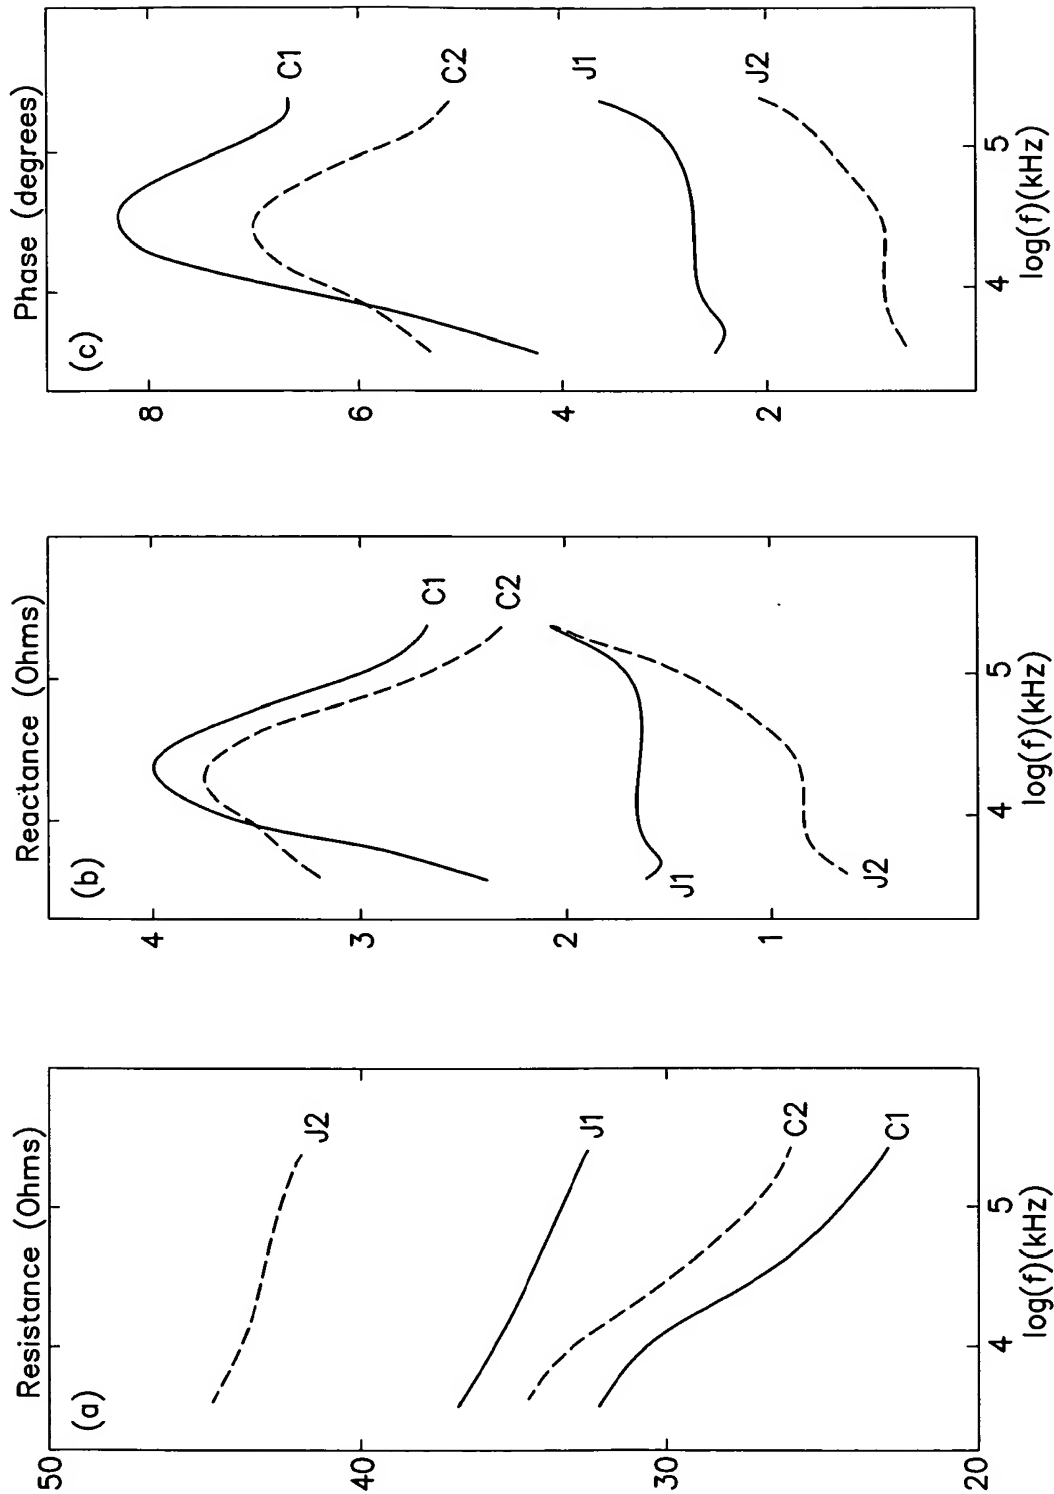 (a)
Resistance (Ohms)
50
40
30
20
J2
J1
C2
C1
4
5
log(f)(kHz)
(b)
Reactance (Ohms)
4
3
2
1
C1
C2
J1
J2
4
5
log(f)(kHz)
(c)
Phase (degrees)
8
6
4
2
C1
C2
J1
J2
4
5
log(f)(kHz)